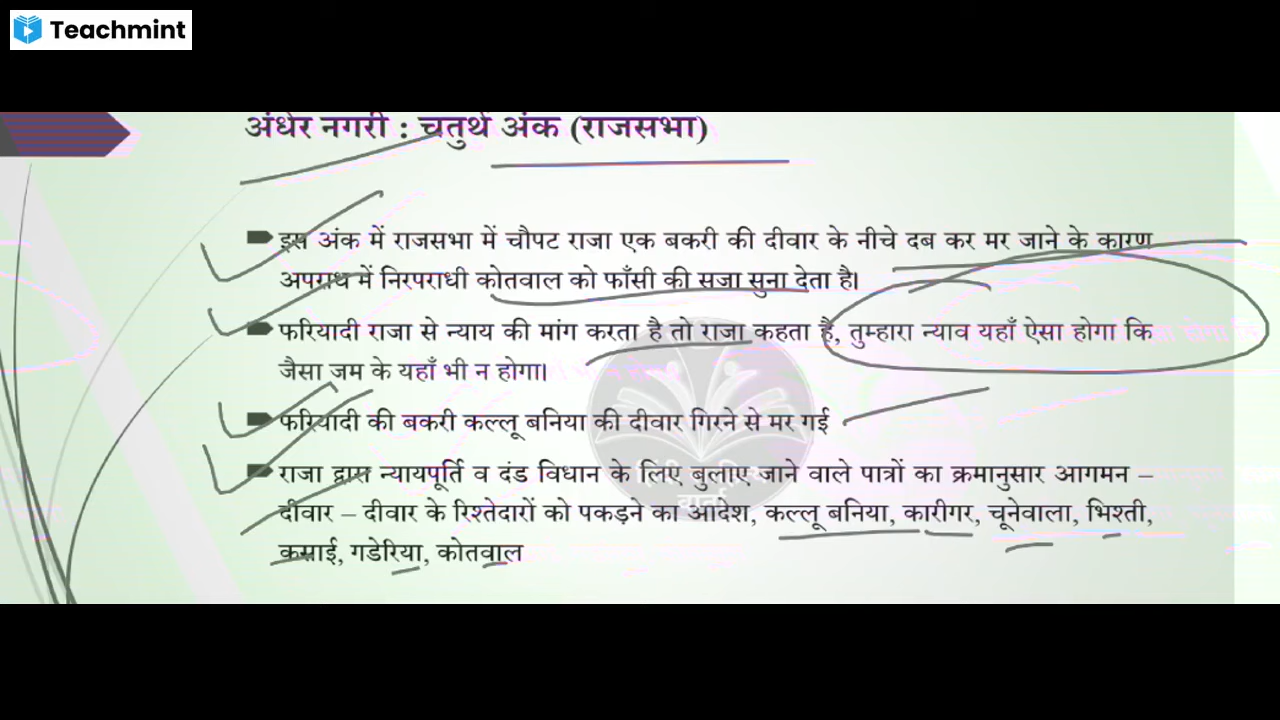 Teachmint
अंधेर नगरी : चतुर्थ अंक (राजसभा)
इस अंक में राजसभा में चौपट राजा एक बकरी की दीवार के नीचे दब कर मर जाने के कारण
अपराध में निरपराधी कोतवाल को फाँसी की सजा सुना देता है।
फरियादी राजा से न्याय की मांग करता है तो राजा कहता है, तुम्हारा न्याव यहाँ ऐसा होगा कि
जैसा जम के यहाँ भी न होगा।
फरियादी की बकरी कल्लू बनिया की दीवार गिरने से मर गई
राजा द्वारा न्यायपूर्ति व दंड विधान के लिए बुलाए जाने वाले पात्रों का क्रमानुसार आगमन –
दीवार – दीवार के रिश्तेदारों को पकड़ने का आदेश, कल्लू बनिया, कारीगर, चूनेवाला, भिश्ती,
कसाई, गडेरिया, कोतवाल